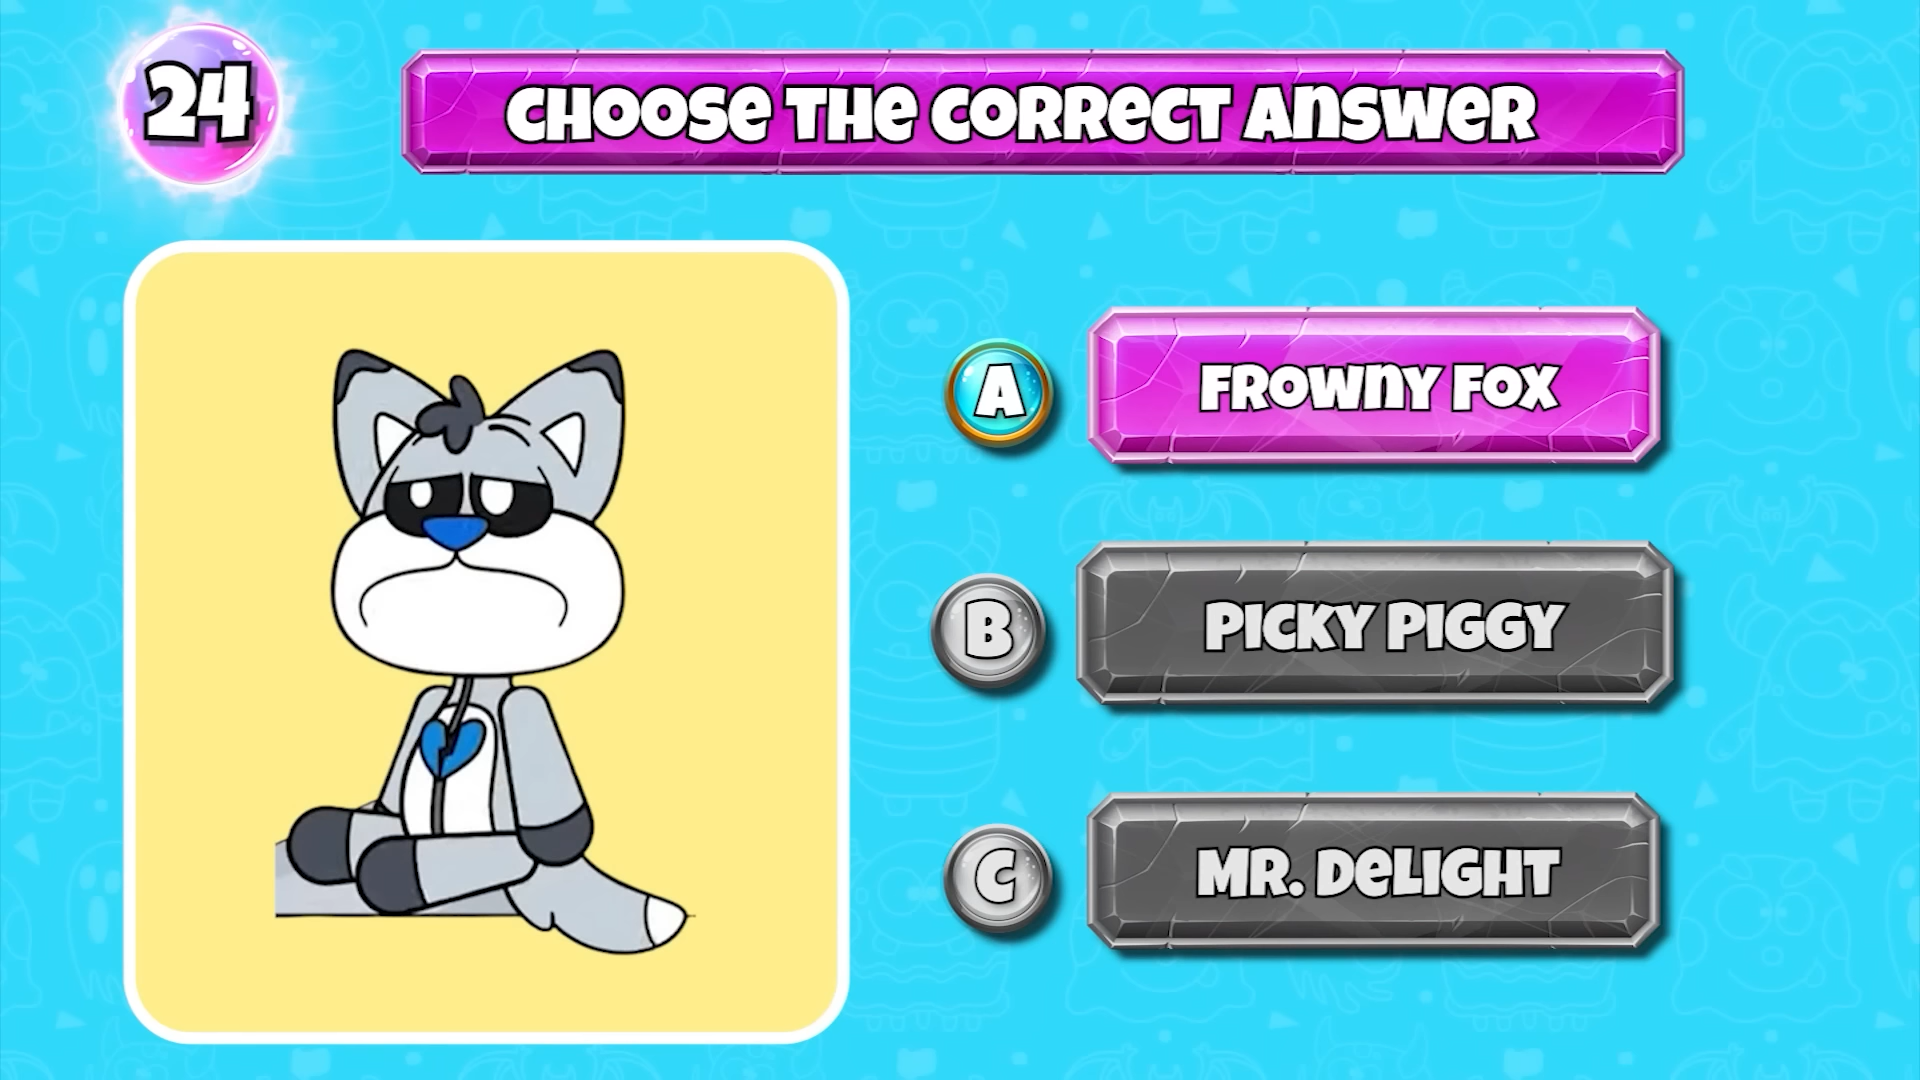 24
CHOOSE THE CORRECT ANSWER
A
FROWNY FOX
B
PICKY PIGGY
C
MR. DELIGHT